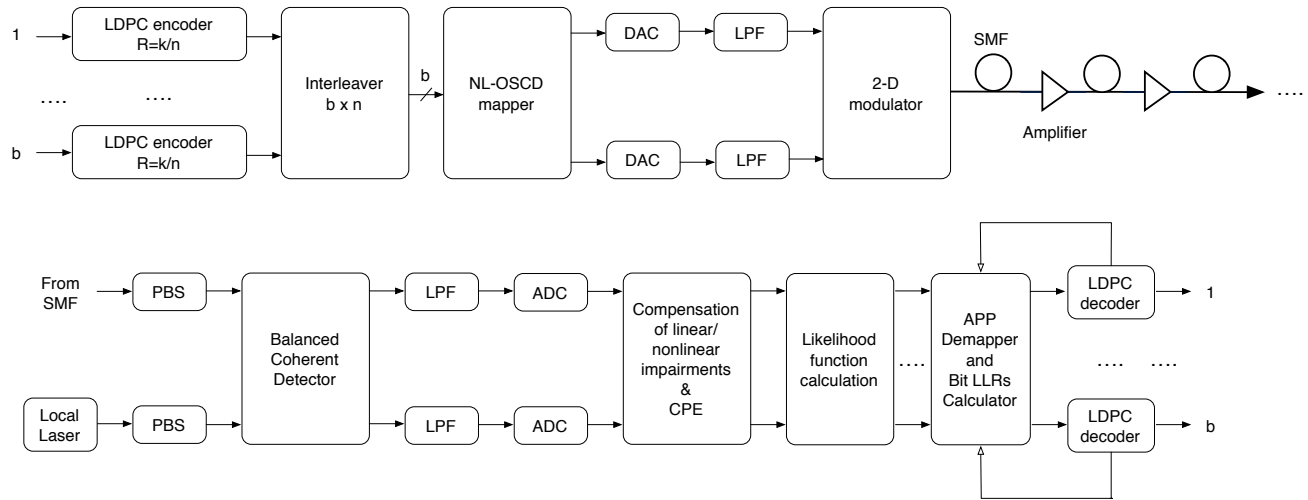 1
LDPC encoder
R=k/n
....
....
b
LDPC encoder
R=k/n
Interleaver
b x n
b
NL-OSCD
mapper
DAC
LPF
DAC
LPF
2-D
modulator
SMF
Amplifier
....
From
SMF
PBS
Local
Laser
PBS
Balanced
Coherent
Detector
LPF
ADC
LPF
ADC
Compensation
of linear/
nonlinear
impairments
&
CPE
Likelihood
function
calculation
....
APP
Demapper
and
Bit LLRs
Calculator
LDPC
decoder
1
....
....
LDPC
decoder
b